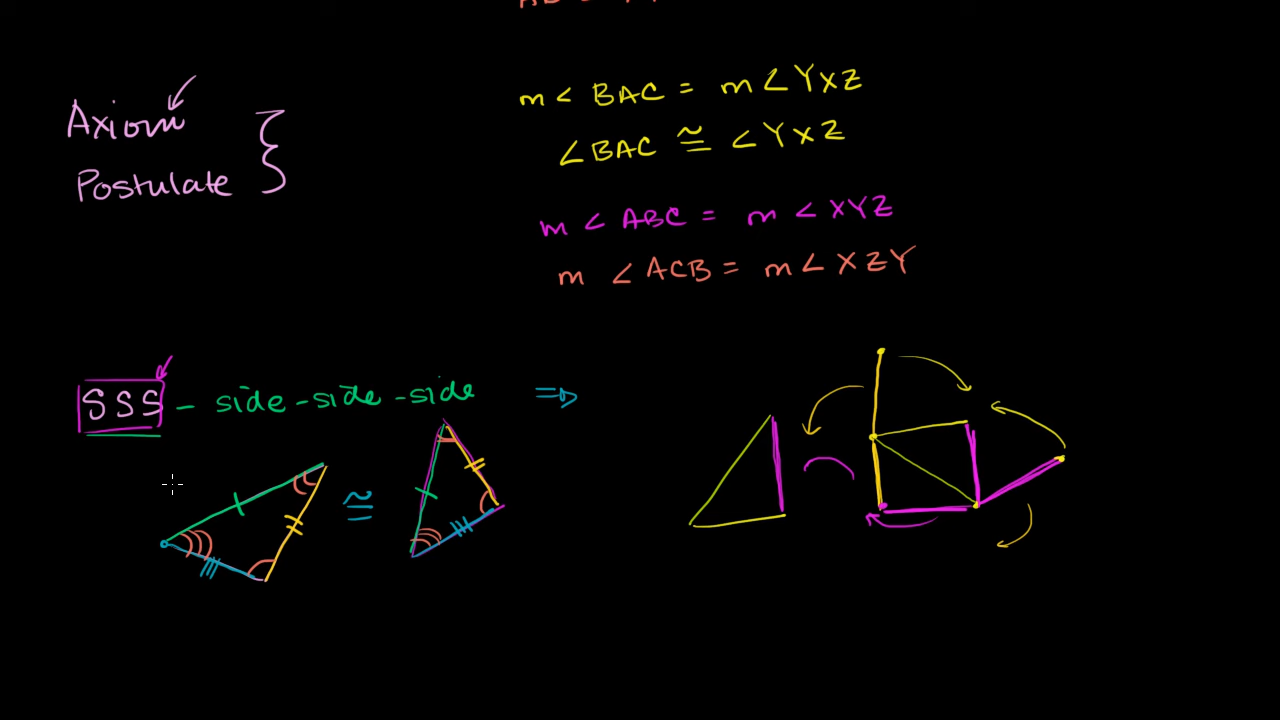 Axiom
Postulate
m < BAC = m ∠ YXZ
∠BAC ≅ ∠YXZ
m < ABC = m < XYZ
m ∠ACB = m∠ XZY
SSS - side-side-side ⇒
≅